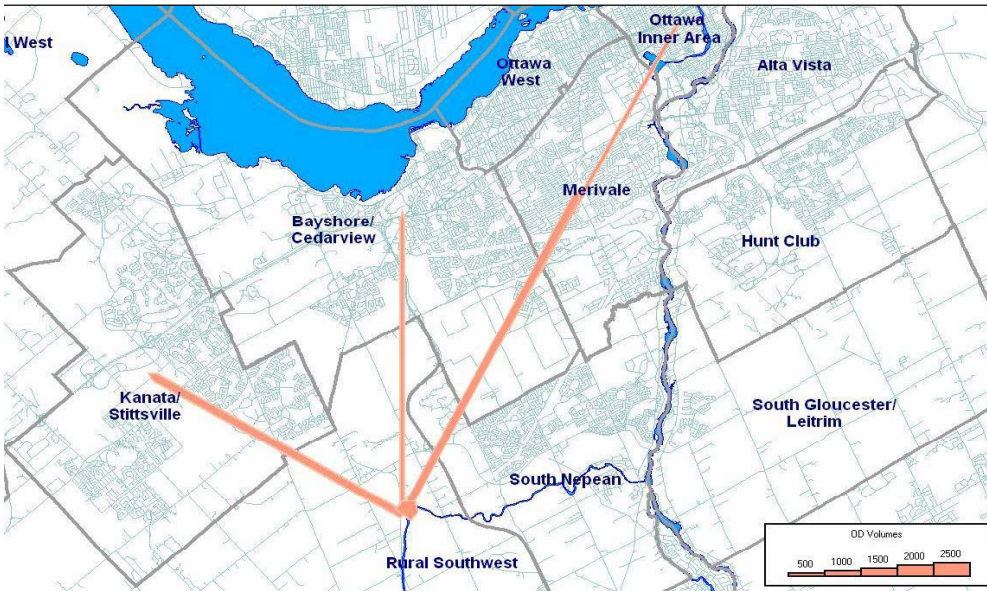 Ottawa
Inner Area
l West
Ottawa
West
Alta Vista
Merivale
Bayshore/
Cedarview
Hunt Club
Kanata/
Stittsville
South Gloucester/
Leitrim
South Nepean
Rural Southwest
OD Volumes
500 1000 1500 2000 2500